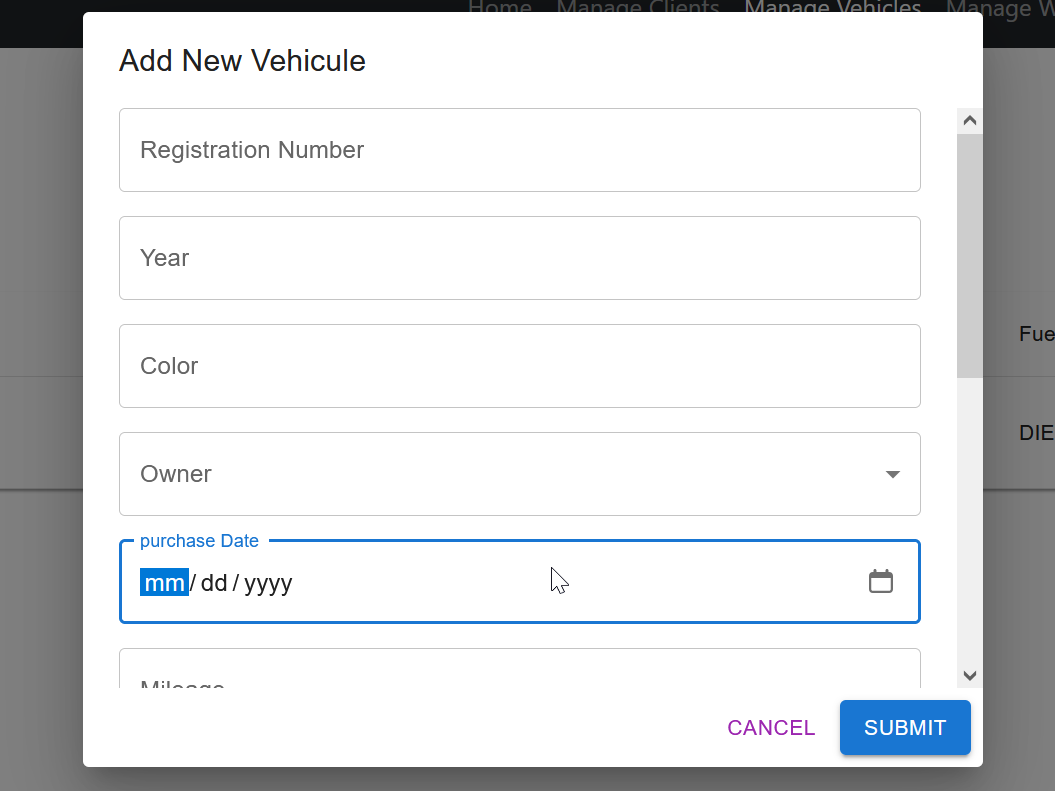 Home Manage Clients Manage Vehicles Manage
Add New Vehicule
Registration Number
Year
Fue
Color
DIE
Owner
purchase Date
mm/dd/yyyy
Mileage
CANCEL SUBMIT